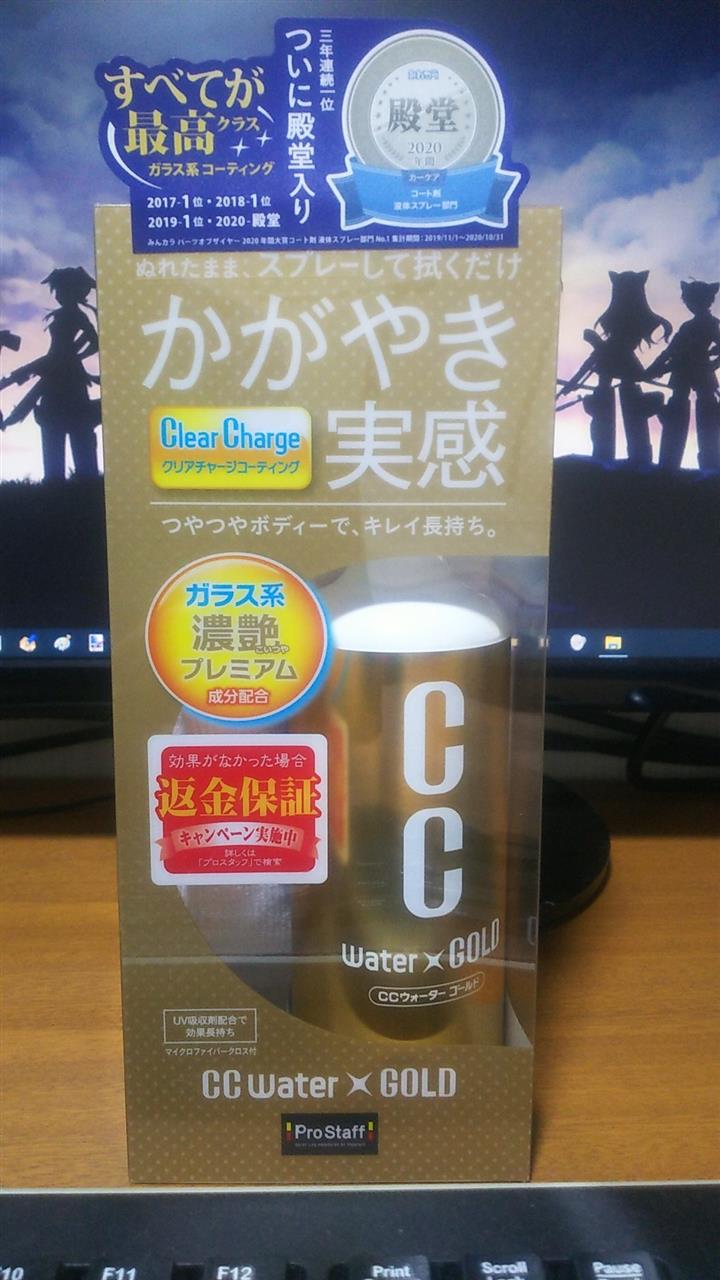 すべてが
最高クラス
ガラス系コーティング
三年連続一位
ついに殿堂入り
みんカラ
殿堂
2020
年間
カーケア
コート剤
液体スプレー部門
2017-1位・2018-1位
2019-1位・2020-殿堂
みんカラ パーツオブザイヤー 2020 年間大賞コート剤 液体スプレー部門 No.1 集計期間:2019/11/1〜2020/10/31
ぬれたまま、スプレーして拭くだけ
かがやき
実感
Clear Charge
クリアチャージコーティング
つやつやボディーで、キレイ長持ち。
ガラス系
濃艶
こいつや
プレミアム
成分配合
効果がなかった場合
返金保証
キャンペーン実施中
詳しくは
「プロスタッフ」で検索
CC
water GOLD
CCウォーター ゴールド
UV吸収剤配合で
効果長持ち
マイクロファイバークロス付
CC water GOLD
ProStaff
F10
F11
F12
Print
Scroll
Pause